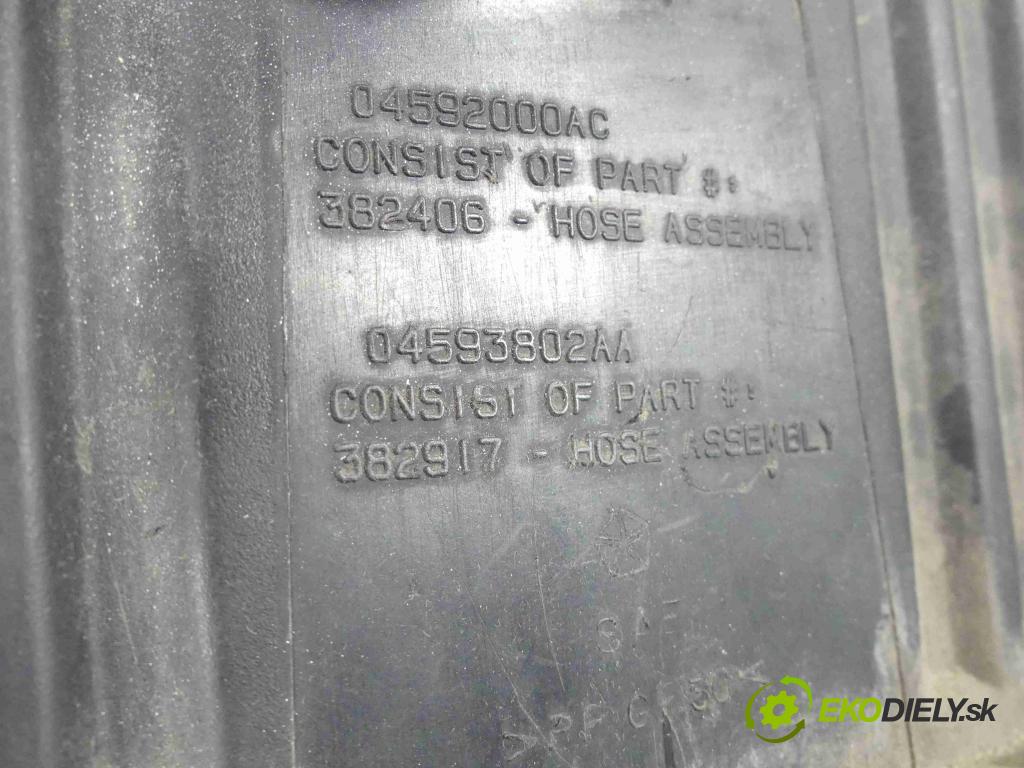 04592000AC
CONSIST OF PART #:
382406 - HOSE ASSEMBLY
04593802AA
CONSIST OF PART #:
382917 - HOSE ASSEMBLY
EKODIELY.sk